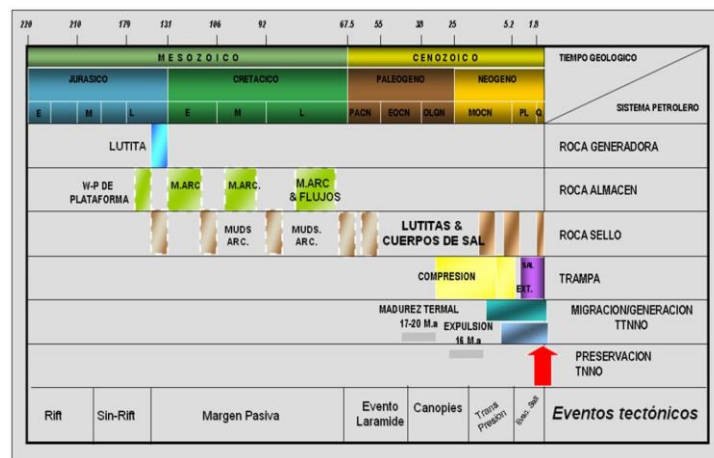 220 210 179 131 106 92 67.5 55 38 25 5.2 1.8
MESOZOICO CENOZOICO TIEMPO GEOLOGICO
JURASICO CRETACICO PALEOGENO NEOGENO
SISTEMA PETROLERO
E M L E M L PACN EOCN OLGN MOCN PL Q
LUTITA ROCA GENERADORA
W-P DE
PLATAFORMA
M.ARC M.ARC. M.ARC
& FLUJOS
ROCA ALMACEN
MUDS
ARC.
MUDS.
ARC.
LUTITAS &
CUERPOS DE SAL
ROCA SELLO
COMPRESION
SAL
EXT.
TRAMPA
MADUREZ TERMAL
17-20 M.a
EXPULSION
16 M.a
MIGRACION/GENERACION
TTNNO
PRESERVACION
TNNO
Rift Sin-Rift Margen Pasiva
Evento
Laramide
Canopies
Trans
Presion
Evac. Sal
Eventos tectónicos